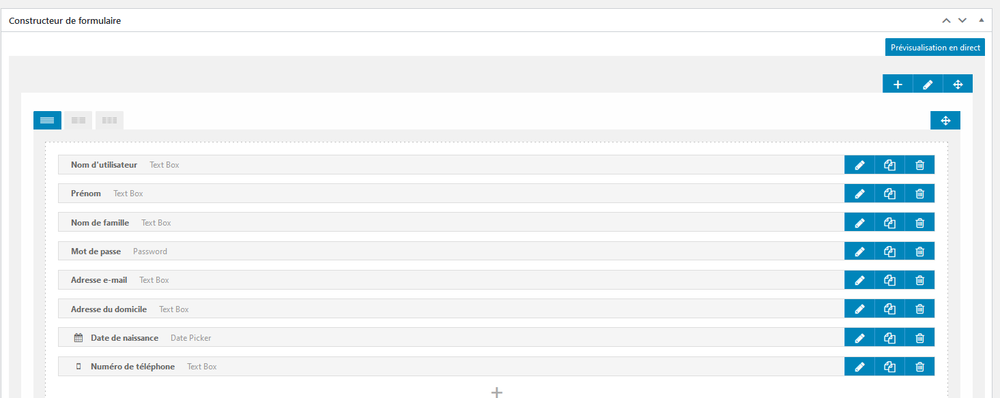 Constructeur de formulaire
Prévisualisation en direct
Nom d'utilisateur Text Box
Prénom Text Box
Nom de famille Text Box
Mot de passe Password
Adresse e-mail Text Box
Adresse du domicile Text Box
Date de naissance Date Picker
Numéro de téléphone Text Box